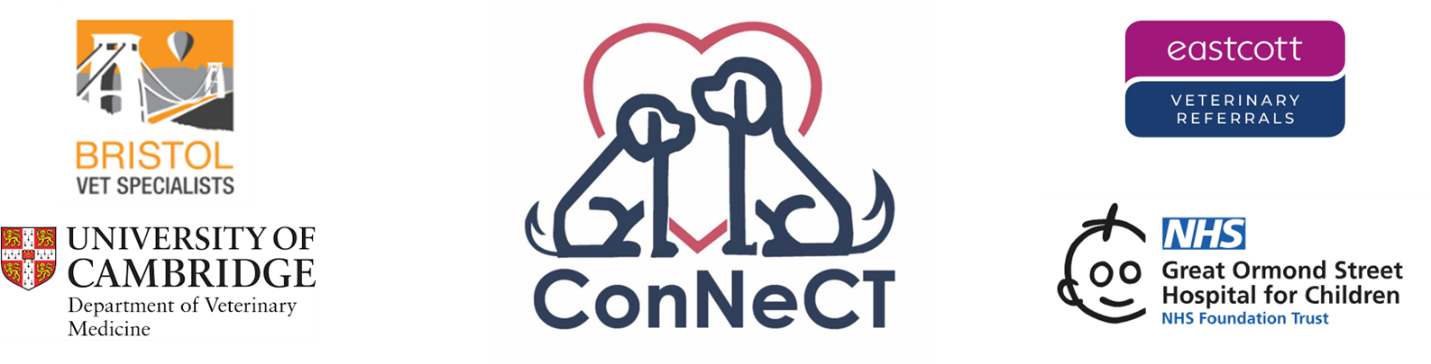 BRISTOL
VET SPECIALISTS
UNIVERSITY OF
CAMBRIDGE
Department of Veterinary
Medicine
ConNeCT
eastcott
VETERINARY
REFERRALS
NHS
Great Ormond Street
Hospital for Children
NHS Foundation Trust